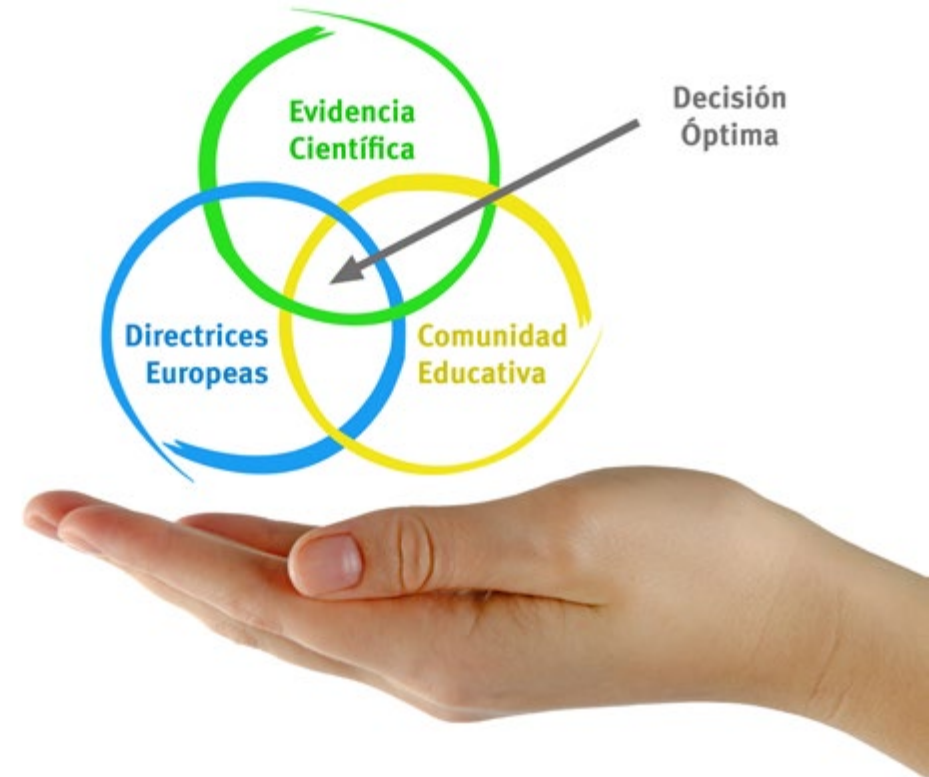 Evidencia
Científica
Decisión
Óptima
Directrices
Europeas
Comunidad
Educativa